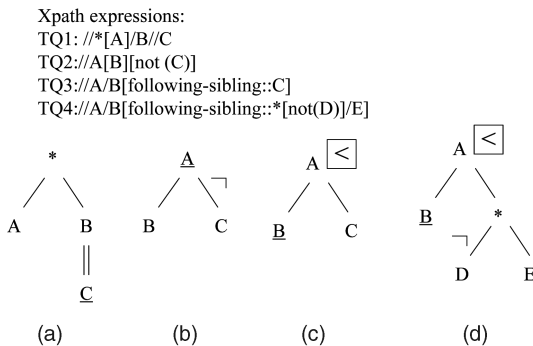 Xpath expressions:
TQ1: //*[A]/B//C
TQ2://A[B][not (C)]
TQ3://A/B[following-sibling::C]
TQ4://A/B[following-sibling::*[not(D)]/E]
* A A < A <
A B B C B C B *
C D E
(a) (b) (c) (d)